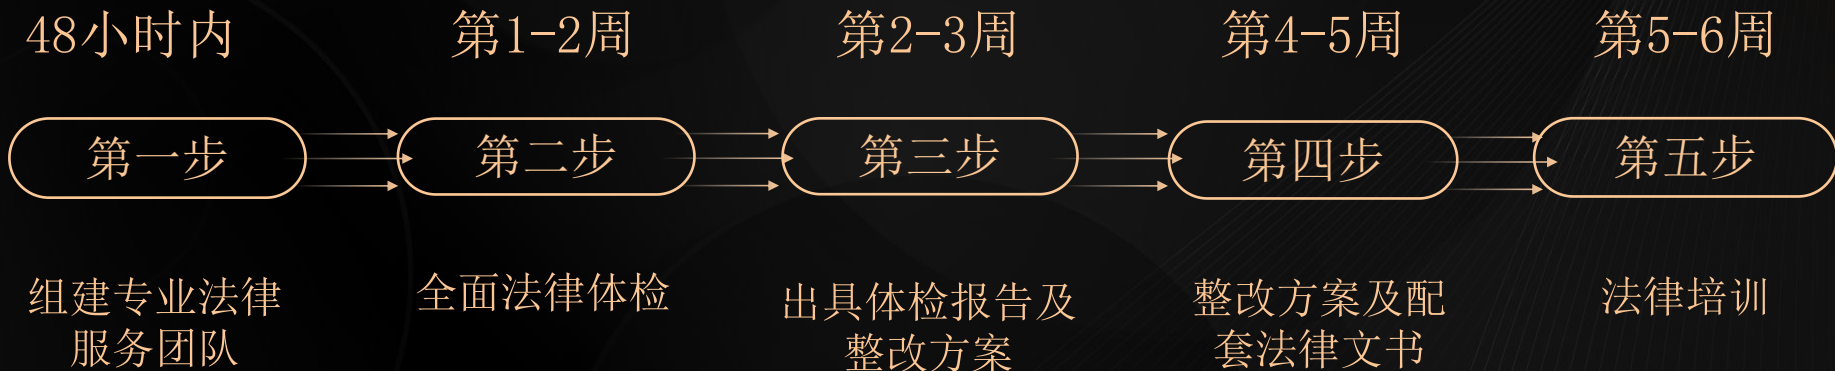 48小时内
第1-2周
第2-3周
第4-5周
第5-6周
第一步
第二步
第三步
第四步
第五步
组建专业法律
服务团队
全面法律体检
出具体检报告及
整改方案
整改方案及配
套法律文书
法律培训